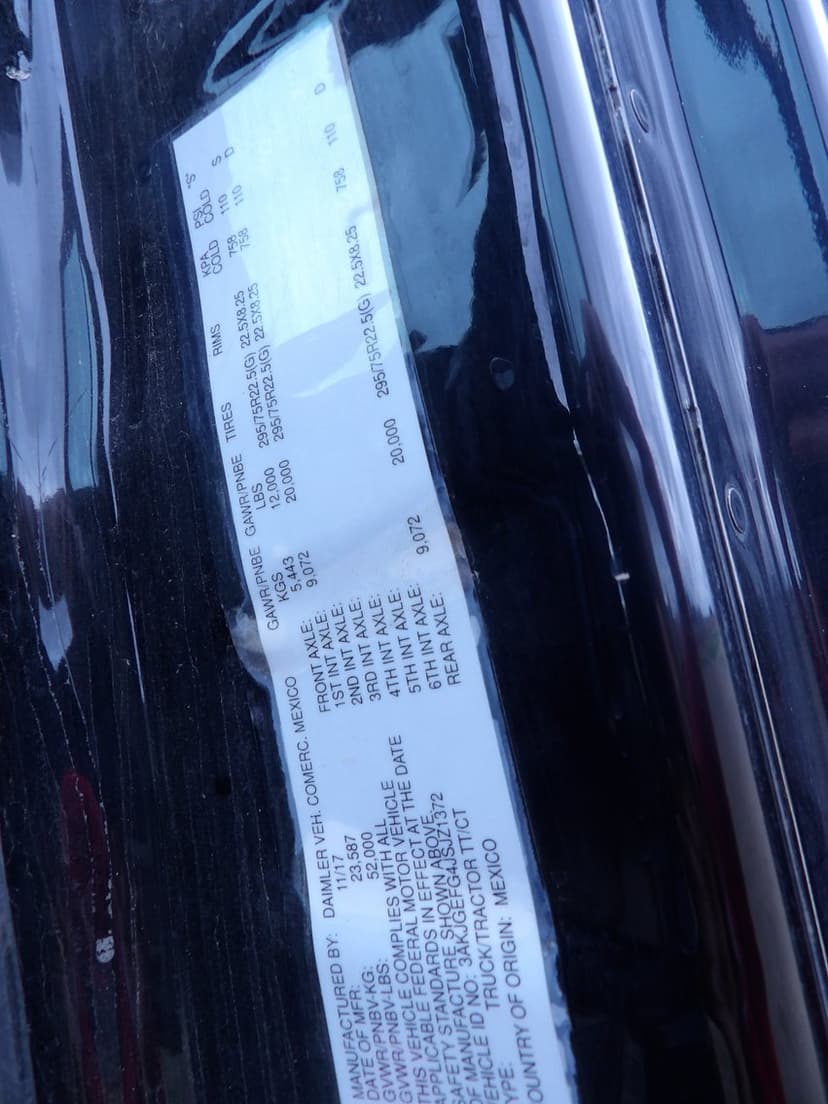 MANUFACTURED BY: DAIMLER VEH. COMERC. MEXICO
DATE OF MFR: 11/17
GVWR/PNBV-KG: 23,587
GVWR/PNBV-LBS: 52,000
THIS VEHICLE COMPLIES WITH ALL
APPLICABLE FEDERAL MOTOR VEHICLE
SAFETY STANDARDS IN EFFECT AT THE DATE
OF MANUFACTURE SHOWN ABOVE.
EHICLE ID NO: 3AKJGEFG4JSJZ1372
YPE: TRUCK/TRACTOR TT/CT
OUNTRY OF ORIGIN: MEXICO
GAWR/PNBE GAWR/PNBE TIRES RIMS KPA PSI "S"
KGS LBS COLD COLD
FRONT AXLE: 5,443 12,000 295/75R22.5(G) 22.5X8.25 758 110 S
1ST INT AXLE: 9,072 20,000 295/75R22.5(G) 22.5X8.25 758 110 D
2ND INT AXLE:
3RD INT AXLE:
4TH INT AXLE:
5TH INT AXLE:
6TH INT AXLE:
REAR AXLE: 9,072 20,000 295/75R22.5(G) 22.5X8.25 758 110 D